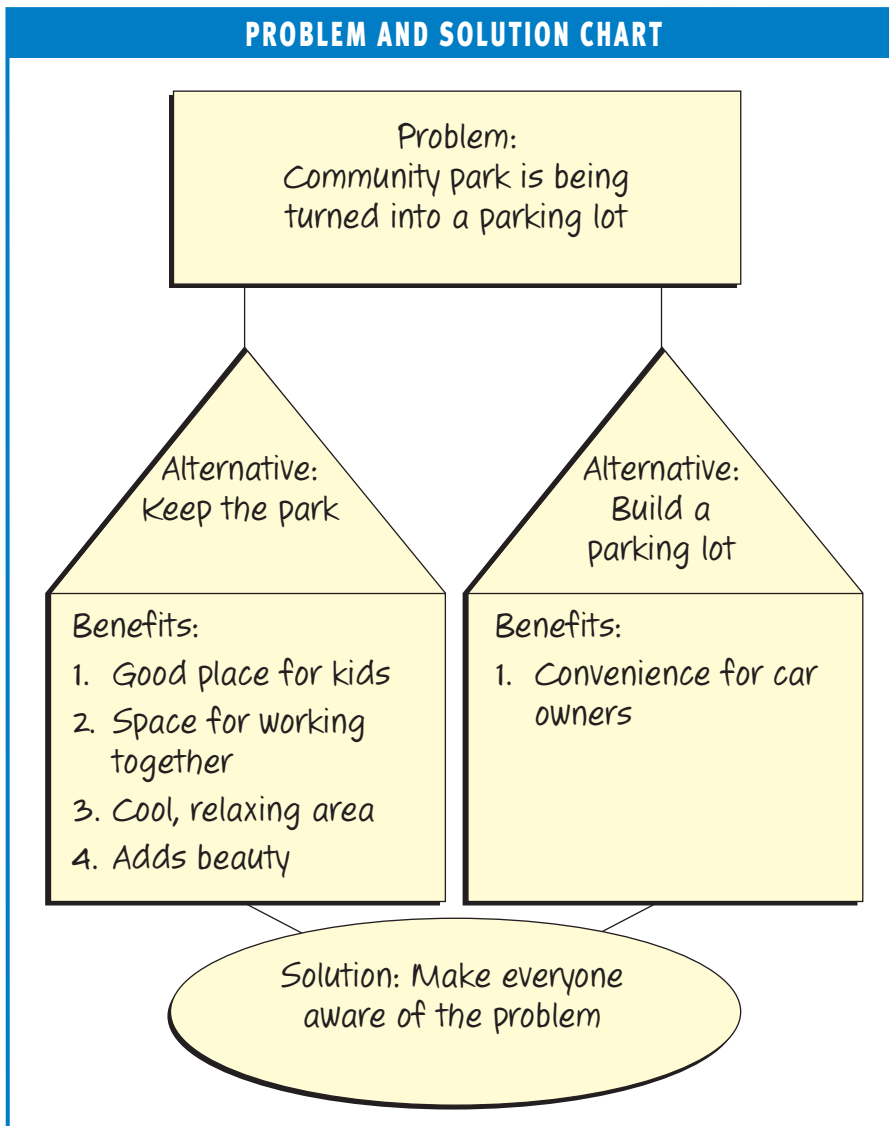 PROBLEM AND SOLUTION CHART
Problem:
Community park is being
turned into a parking lot
Alternative:
Keep the park
Benefits:
1. Good place for kids
2. Space for working
together
3. Cool, relaxing area
4. Adds beauty
Alternative:
Build a
parking lot
Benefits:
1. Convenience for car
owners
Solution: Make everyone
aware of the problem